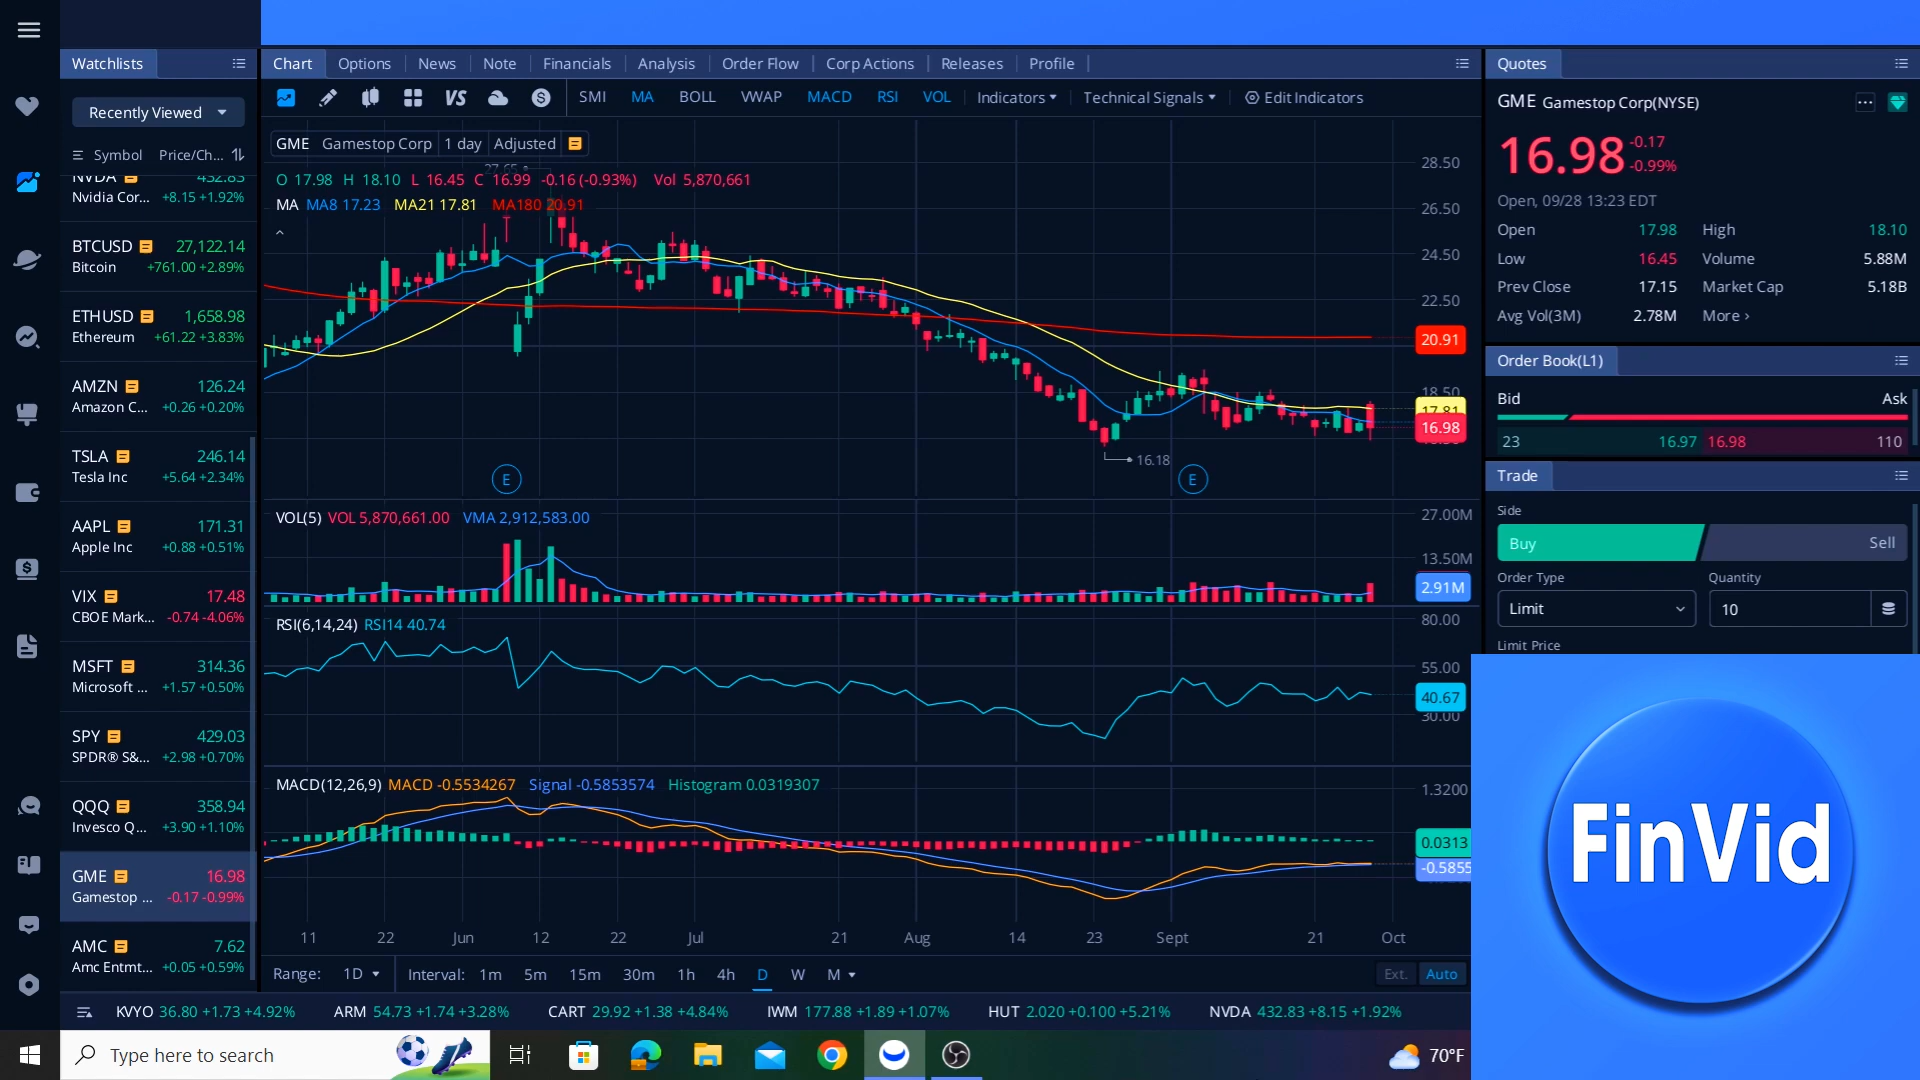 Watchlists
Recently Viewed
Symbol Price/Ch...
NVDA 432.83
Nvidia Cor... +8.15 +1.92%
BTCUSD 27,122.14
Bitcoin +761.00 +2.89%
ETHUSD 1,658.98
Ethereum +61.22 +3.83%
AMZN 126.24
Amazon C... +0.26 +0.20%
TSLA 246.14
Tesla Inc +5.64 +2.34%
AAPL 171.31
Apple Inc +0.88 +0.51%
VIX 17.48
CBOE Mark... -0.74 -4.06%
MSFT 314.36
Microsoft ... +1.57 +0.50%
SPY 429.03
SPDR® S&... +2.98 +0.70%
QQQ 358.94
Invesco Q... +3.90 +1.10%
GME 16.98
Gamestop ... -0.17 -0.99%
AMC 7.62
Amc Entmt... +0.05 +0.59%
Chart Options News Note Financials Analysis Order Flow Corp Actions Releases Profile
VS SMI MA BOLL VWAP MACD RSI VOL Indicators Technical Signals Edit Indicators
GME Gamestop Corp 1 day Adjusted
27.65
O 17.98 H 18.10 L 16.45 C 16.99 -0.16 (-0.93%) Vol 5,870,661
MA MA8 17.23 MA21 17.81 MA180 20.91
28.50
26.50
24.50
22.50
20.91
18.50
17.81
16.98
16.18
E E
VOL(5) VOL 5,870,661.00 VMA 2,912,583.00
27.00M
13.50M
2.91M
RSI(6,14,24) RSI14 40.74
80.00
55.00
40.67
30.00
MACD(12,26,9) MACD -0.5534267 Signal -0.5853574 Histogram 0.0319307
1.3200
0.0313
-0.5855
11 22 Jun 12 22 Jul 21 Aug 14 23 Sept 21 Oct
Range: 1D Interval: 1m 5m 15m 30m 1h 4h D W M Ext. Auto
KVYO 36.80 +1.73 +4.92% ARM 54.73 +1.74 +3.28% CART 29.92 +1.38 +4.84% IWM 177.88 +1.89 +1.07% HUT 2.020 +0.100 +5.21% NVDA 432.83 +8.15 +1.92%
Quotes
GME Gamestop Corp(NYSE)
16.98 -0.17
-0.99%
Open, 09/28 13:23 EDT
Open 17.98 High 18.10
Low 16.45 Volume 5.88M
Prev Close 17.15 Market Cap 5.18B
Avg Vol(3M) 2.78M More ›
Order Book(L1)
Bid Ask
23 16.97 16.98 110
Trade
Side
Buy Sell
Order Type Quantity
Limit 10
Limit Price
FinVid
Type here to search
70°F